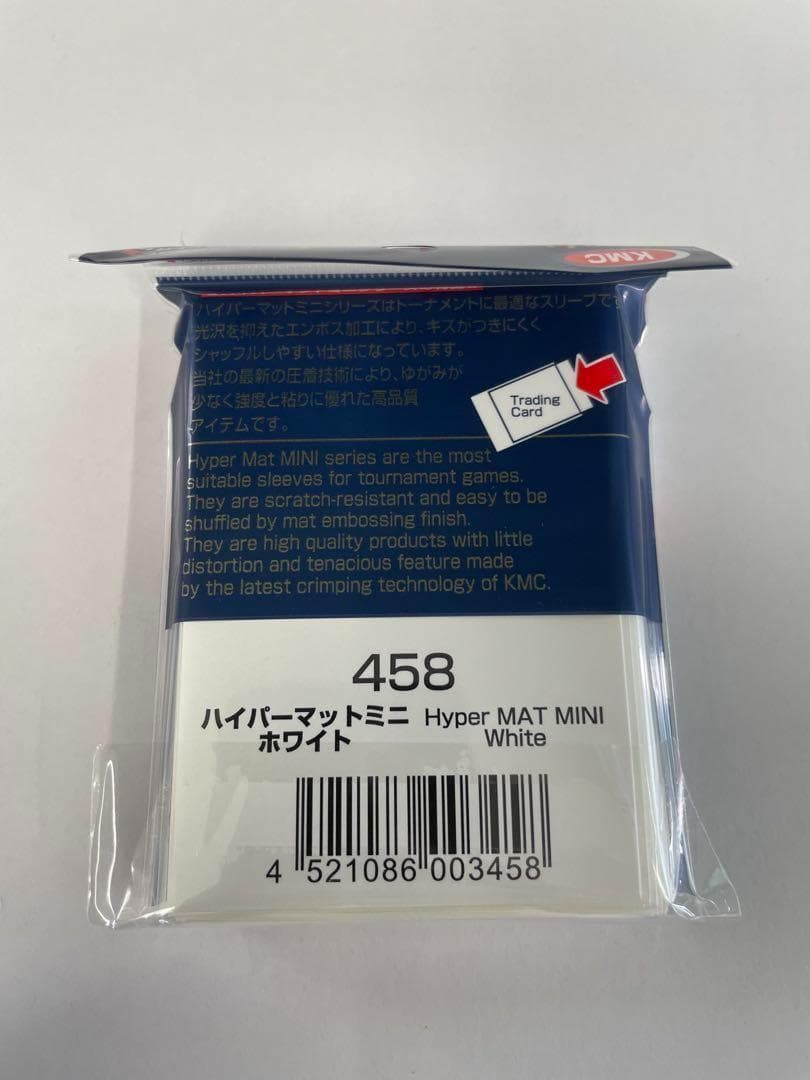 KMC
ハイパーマットミニシリーズはトーナメントに最適なスリーブです
光沢を抑えたエンボス加工により、キズがつきにくく
シャッフルしやすい仕様になっています。
当社の最新の圧着技術により、ゆがみが
少なく強度と粘りに優れた高品質
アイテムです。
Trading
Card
Hyper Mat MINI series are the most
suitable sleeves for tournament games.
They are scratch-resistant and easy to be
shuffled by mat embossing finish.
They are high quality products with little
distortion and tenacious feature made
by the latest crimping technology of KMC.
458
ハイパーマットミニ Hyper MAT MINI
ホワイト White
4 521086 003458